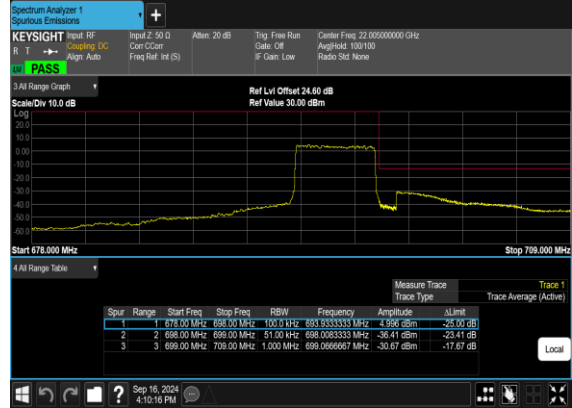 Spectrum Analyzer 1
Spurious Emissions
KEYSIGHT Input: RF Input Z: 50 Ω Atten: 20 dB Trig: Free Run Center Freq: 22.005000000 GHz
R T Coupling: DC Corr CCorr Gate: Off Avg|Hold: 100/100
Align: Auto Freq Ref: Int (S) IF Gain: Low Radio Std: None
PASS
3 All Range Graph
Ref Lvl Offset 24.60 dB
Scale/Div 10.0 dB Ref Value 30.00 dBm
Log
20.0
10.0
0.00
-10.0
-20.0
-30.0
-40.0
-50.0
-60.0
Start 678.000 MHz Stop 709.000 MHz
4 All Range Table
Measure Trace Trace 1
Trace Type Trace Average (Active)
Spur Range Start Freq Stop Freq RBW Frequency Amplitude ΔLimit
1 1 678.00 MHz 698.00 MHz 100.0 kHz 693.9333333 MHz 4.996 dBm -25.00 dB
2 2 698.00 MHz 699.00 MHz 51.00 kHz 698.0083333 MHz -36.41 dBm -23.41 dB
3 3 699.00 MHz 709.00 MHz 1.000 MHz 699.0666667 MHz -30.67 dBm -17.67 dB
Local
?
Sep 16, 2024
4:10:16 PM